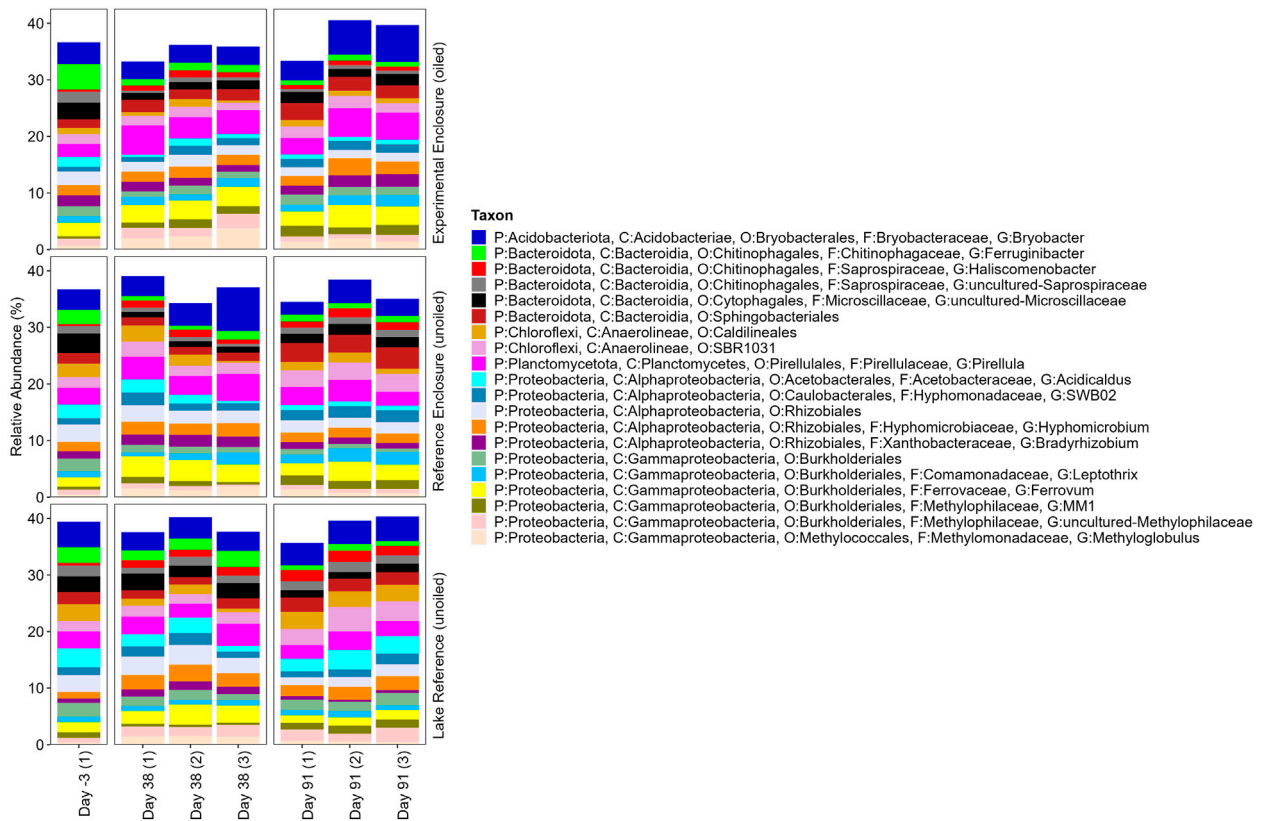 40
30
20
10
0
Experimental Enclosure (oiled)
40
30
20
10
0
Reference Enclosure (unoiled)
Relative Abundance (%)
40
30
20
10
0
Lake Reference (unoiled)
Day -3 (1)
Day 38 (1)
Day 38 (2)
Day 38 (3)
Day 91 (1)
Day 91 (2)
Day 91 (3)
Taxon
P:Acidobacteriota, C:Acidobacteriae, O:Bryobacterales, F:Bryobacteraceae, G:Bryobacter
P:Bacteroidota, C:Bacteroidia, O:Chitinophagales, F:Chitinophagaceae, G:Ferruginibacter
P:Bacteroidota, C:Bacteroidia, O:Chitinophagales, F:Saprospiraceae, G:Haliscomenobacter
P:Bacteroidota, C:Bacteroidia, O:Chitinophagales, F:Saprospiraceae, G:uncultured-Saprospiraceae
P:Bacteroidota, C:Bacteroidia, O:Cytophagales, F:Microscillaceae, G:uncultured-Microscillaceae
P:Bacteroidota, C:Bacteroidia, O:Sphingobacteriales
P:Chloroflexi, C:Anaerolineae, O:Caldilineales
P:Chloroflexi, C:Anaerolineae, O:SBR1031
P:Planctomycetota, C:Planctomycetes, O:Pirellulales, F:Pirellulaceae, G:Pirellula
P:Proteobacteria, C:Alphaproteobacteria, O:Acetobacterales, F:Acetobacteraceae, G:Acidicaldus
P:Proteobacteria, C:Alphaproteobacteria, O:Caulobacterales, F:Hyphomonadaceae, G:SWB02
P:Proteobacteria, C:Alphaproteobacteria, O:Rhizobiales
P:Proteobacteria, C:Alphaproteobacteria, O:Rhizobiales, F:Hyphomicrobiaceae, G:Hyphomicrobium
P:Proteobacteria, C:Alphaproteobacteria, O:Rhizobiales, F:Xanthobacteraceae, G:Bradyrhizobium
P:Proteobacteria, C:Gammaproteobacteria, O:Burkholderiales
P:Proteobacteria, C:Gammaproteobacteria, O:Burkholderiales, F:Comamonadaceae, G:Leptothrix
P:Proteobacteria, C:Gammaproteobacteria, O:Burkholderiales, F:Ferrovaceae, G:Ferrovum
P:Proteobacteria, C:Gammaproteobacteria, O:Burkholderiales, F:Methylophilaceae, G:MM1
P:Proteobacteria, C:Gammaproteobacteria, O:Burkholderiales, F:Methylophilaceae, G:uncultured-Methylophilaceae
P:Proteobacteria, C:Gammaproteobacteria, O:Methylococcales, F:Methylomonadaceae, G:Methyloglobulus